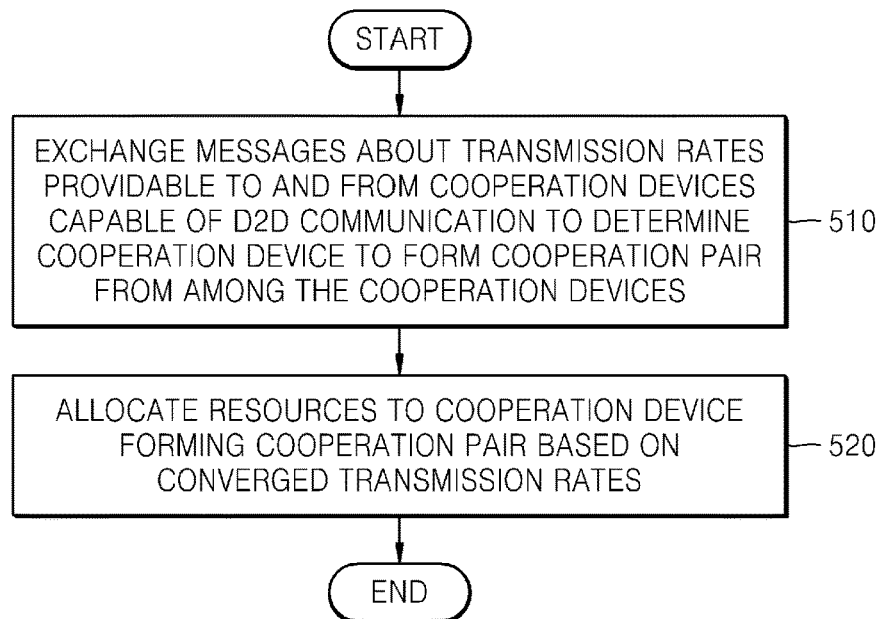 START
EXCHANGE MESSAGES ABOUT TRANSMISSION RATES
PROVIDABLE TO AND FROM COOPERATION DEVICES
CAPABLE OF D2D COMMUNICATION TO DETERMINE
COOPERATION DEVICE TO FORM COOPERATION PAIR
FROM AMONG THE COOPERATION DEVICES
510
ALLOCATE RESOURCES TO COOPERATION DEVICE
FORMING COOPERATION PAIR BASED ON
CONVERGED TRANSMISSION RATES
520
END